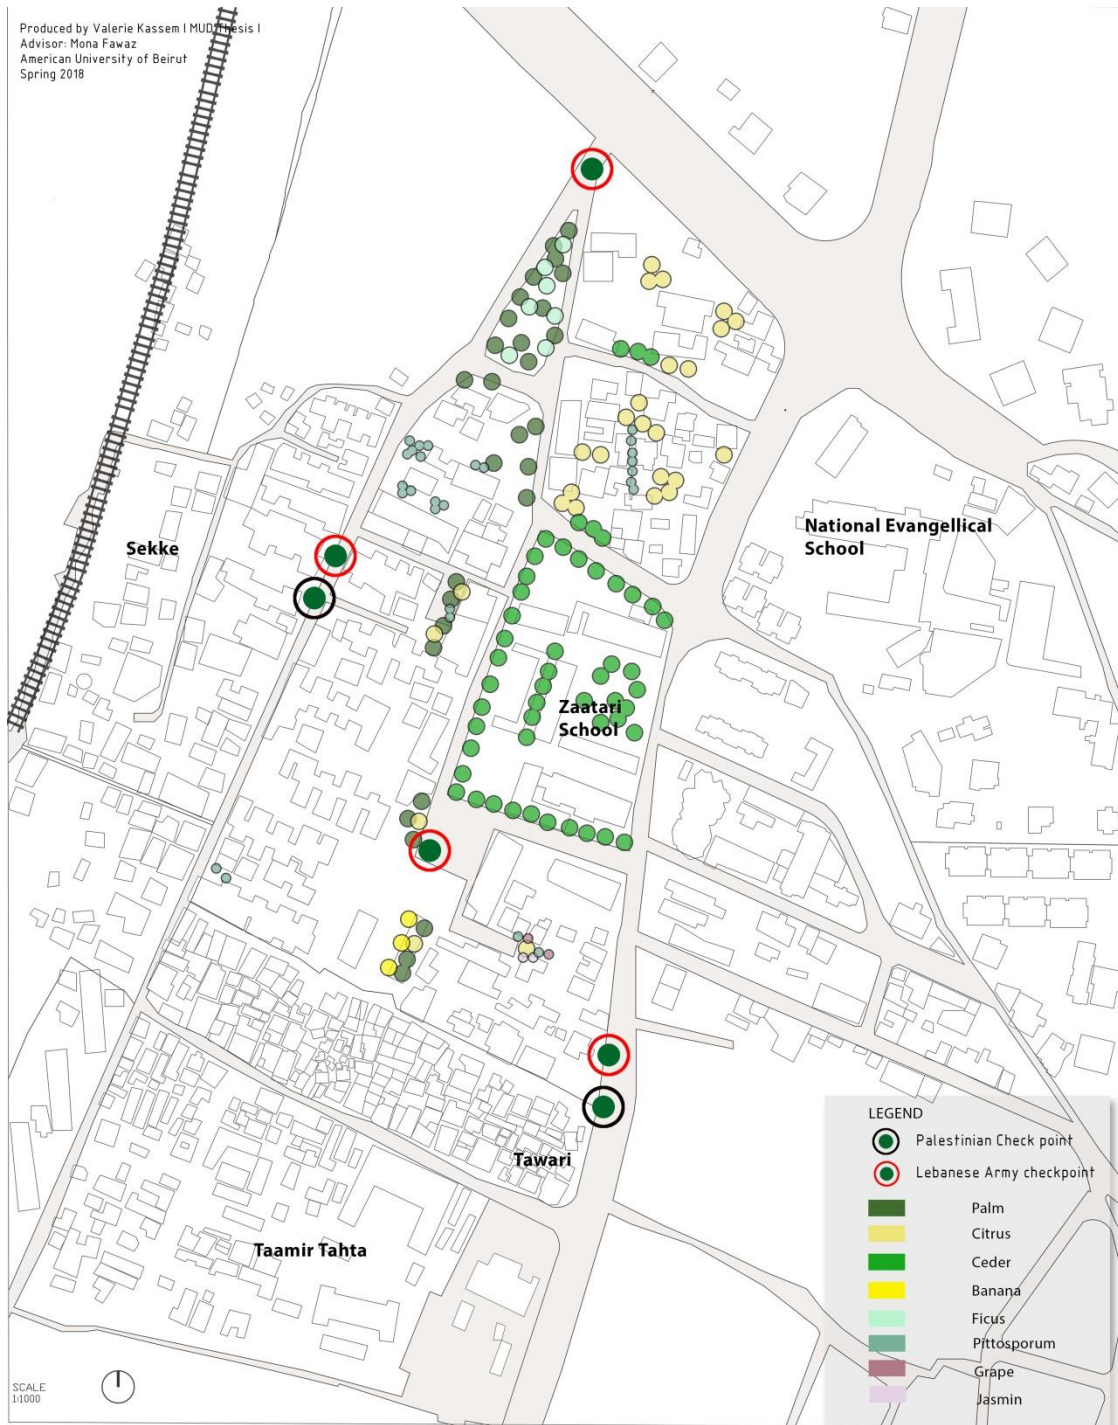 Produced by Valerie Kassem | MUD Thesis |
Advisor: Mona Fawaz
American University of Beirut
Spring 2018
Sekke
National Evangellical
School
Zaatari
School
Tawari
Taamir Tahta
LEGEND
Palestinian Check point
Lebanese Army checkpoint
Palm
Citrus
Ceder
Banana
Ficus
Pittosporum
Grape
Jasmin
SCALE
1:1000